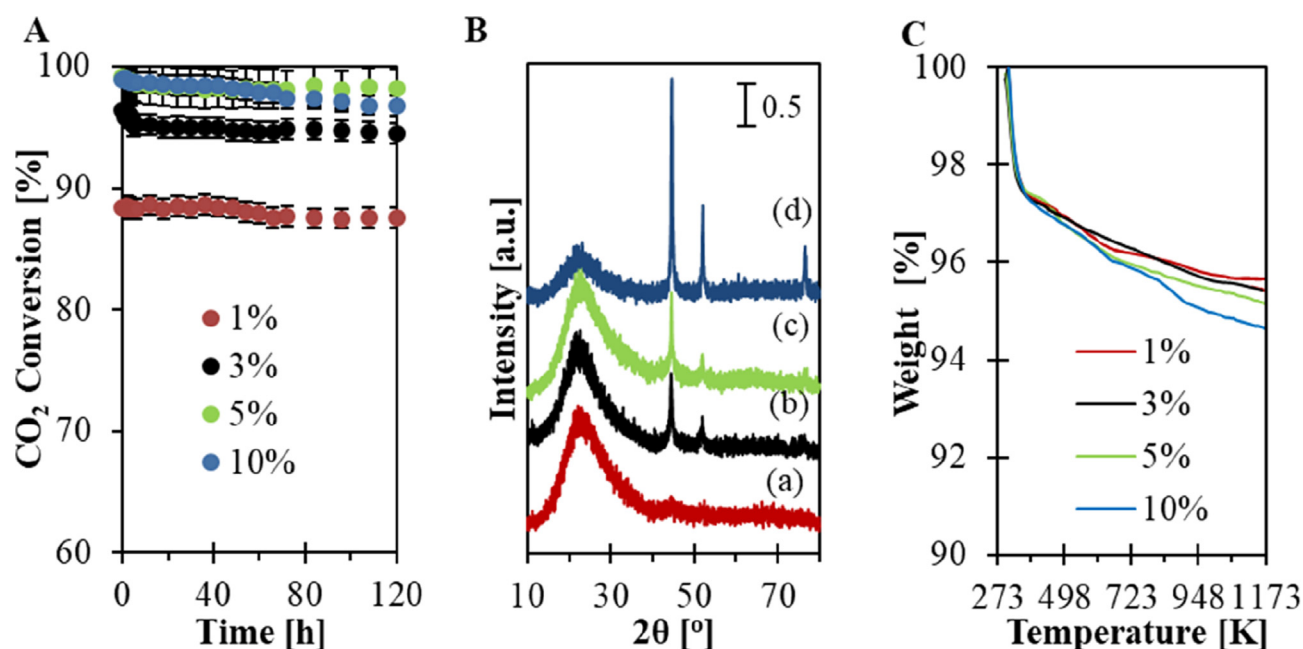 A
CO₂ Conversion [%]
100
90
80
70
60
1%
3%
5%
10%
0 40 80 120
Time [h]
B
Intensity [a.u.]
0.5
(d)
(c)
(b)
(a)
10 30 50 70
2θ [º]
C
Weight [%]
100
98
96
94
92
90
1%
3%
5%
10%
273 498 723 948 1173
Temperature [K]